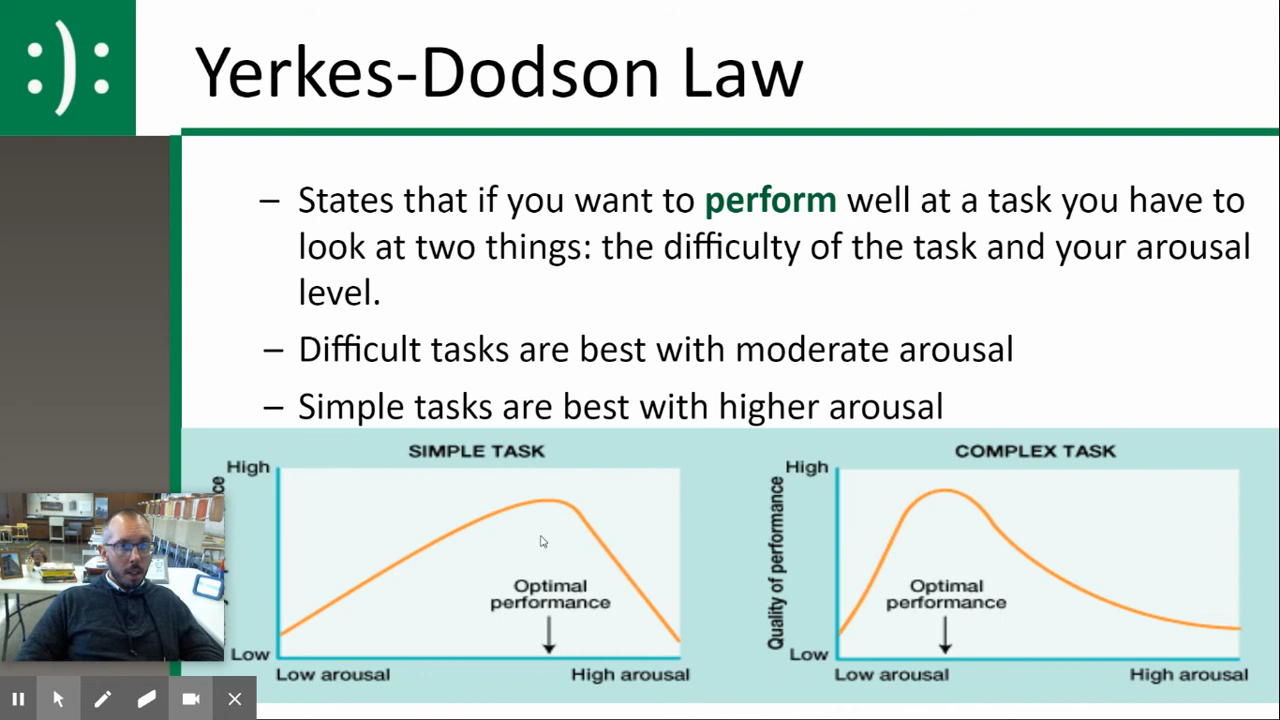 Yerkes-Dodson Law
– States that if you want to perform well at a task you have to
look at two things: the difficulty of the task and your arousal
level.
– Difficult tasks are best with moderate arousal
– Simple tasks are best with higher arousal
SIMPLE TASK
High
ce
Optimal
performance
Low
Low arousal
High arousal
COMPLEX TASK
High
Quality of performance
Optimal
performance
Low
Low arousal
High arousal